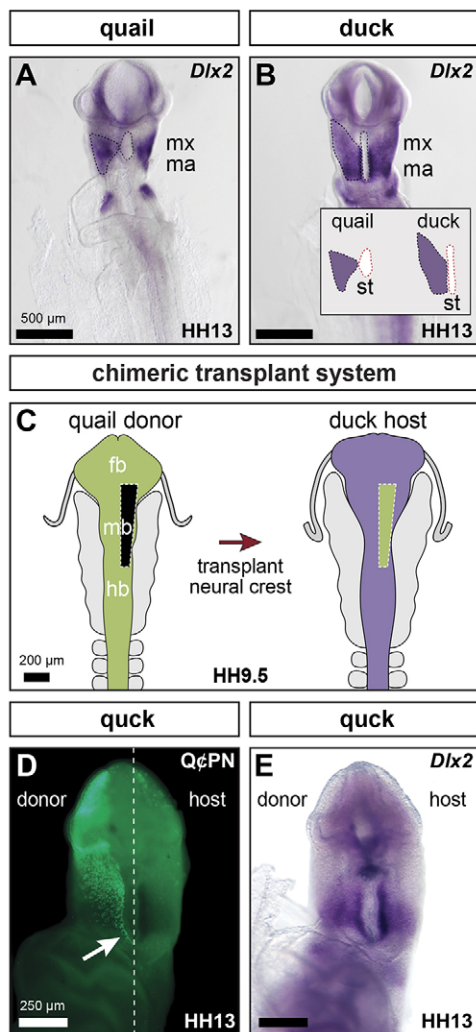 quail
duck
A
Dlx2
mx
ma
500 µm
HH13
B
Dlx2
mx
ma
quail duck
st
st
HH13
chimeric transplant system
C
quail donor
duck host
fb
mb
hb
transplant
neural crest
200 µm
HH9.5
quck
quck
D
Q¢PN
donor
host
250 µm
HH13
E
Dlx2
donor
host
HH13